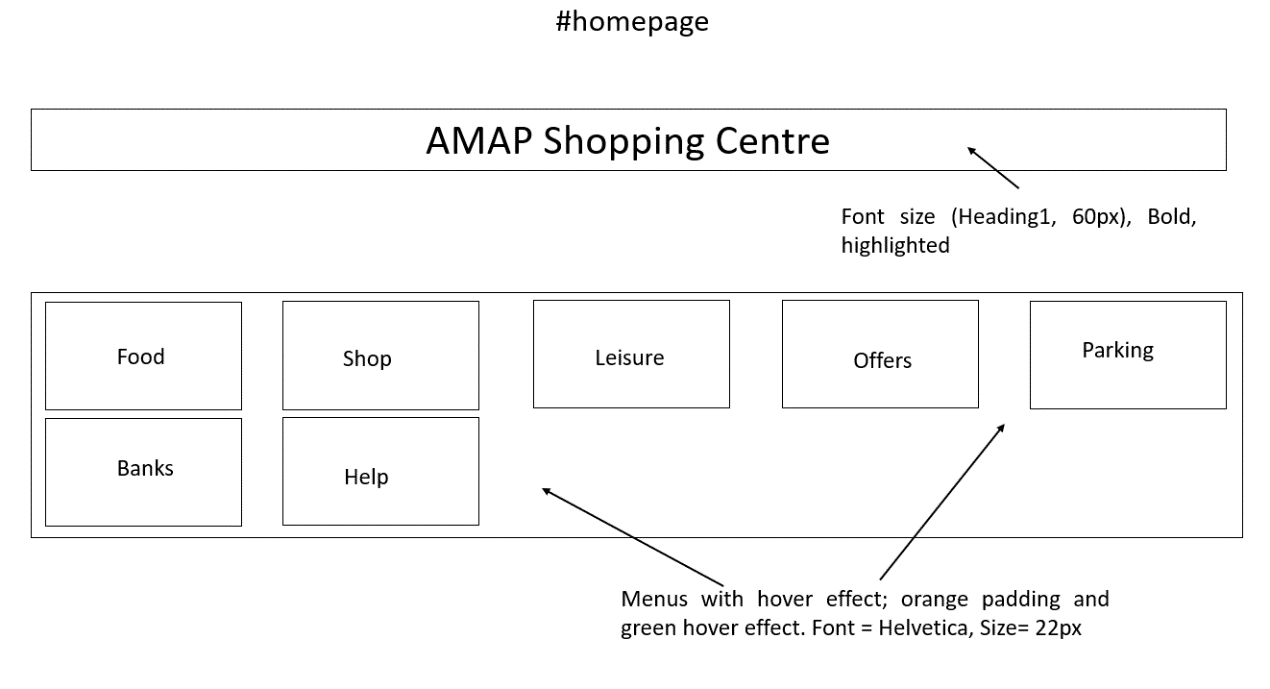 #homepage
AMAP Shopping Centre
Font size (Heading1, 60px), Bold,
highlighted
Food
Shop
Leisure
Offers
Parking
Banks
Help
Menus with hover effect; orange padding and
green hover effect. Font = Helvetica, Size= 22px